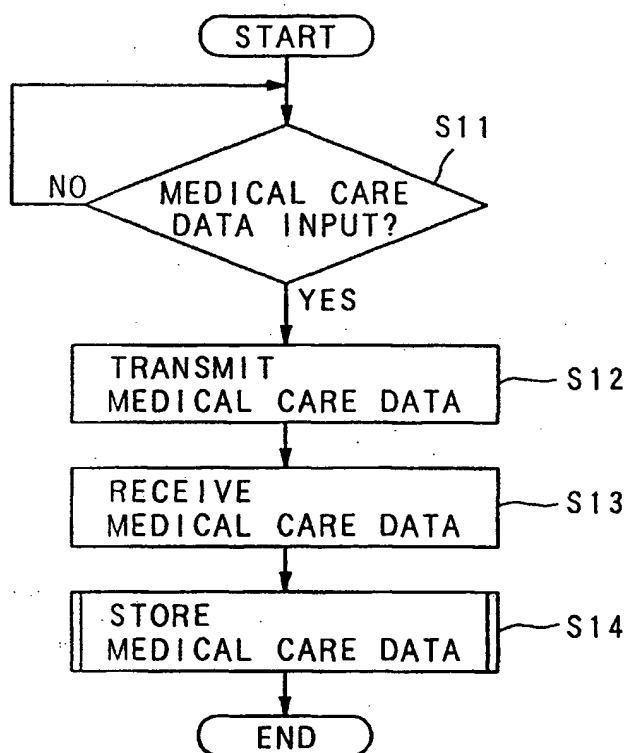 START
S11
NO
MEDICAL CARE
DATA INPUT?
YES
TRANSMIT
MEDICAL CARE DATA
S12
RECEIVE
MEDICAL CARE DATA
S13
STORE
MEDICAL CARE DATA
S14
END